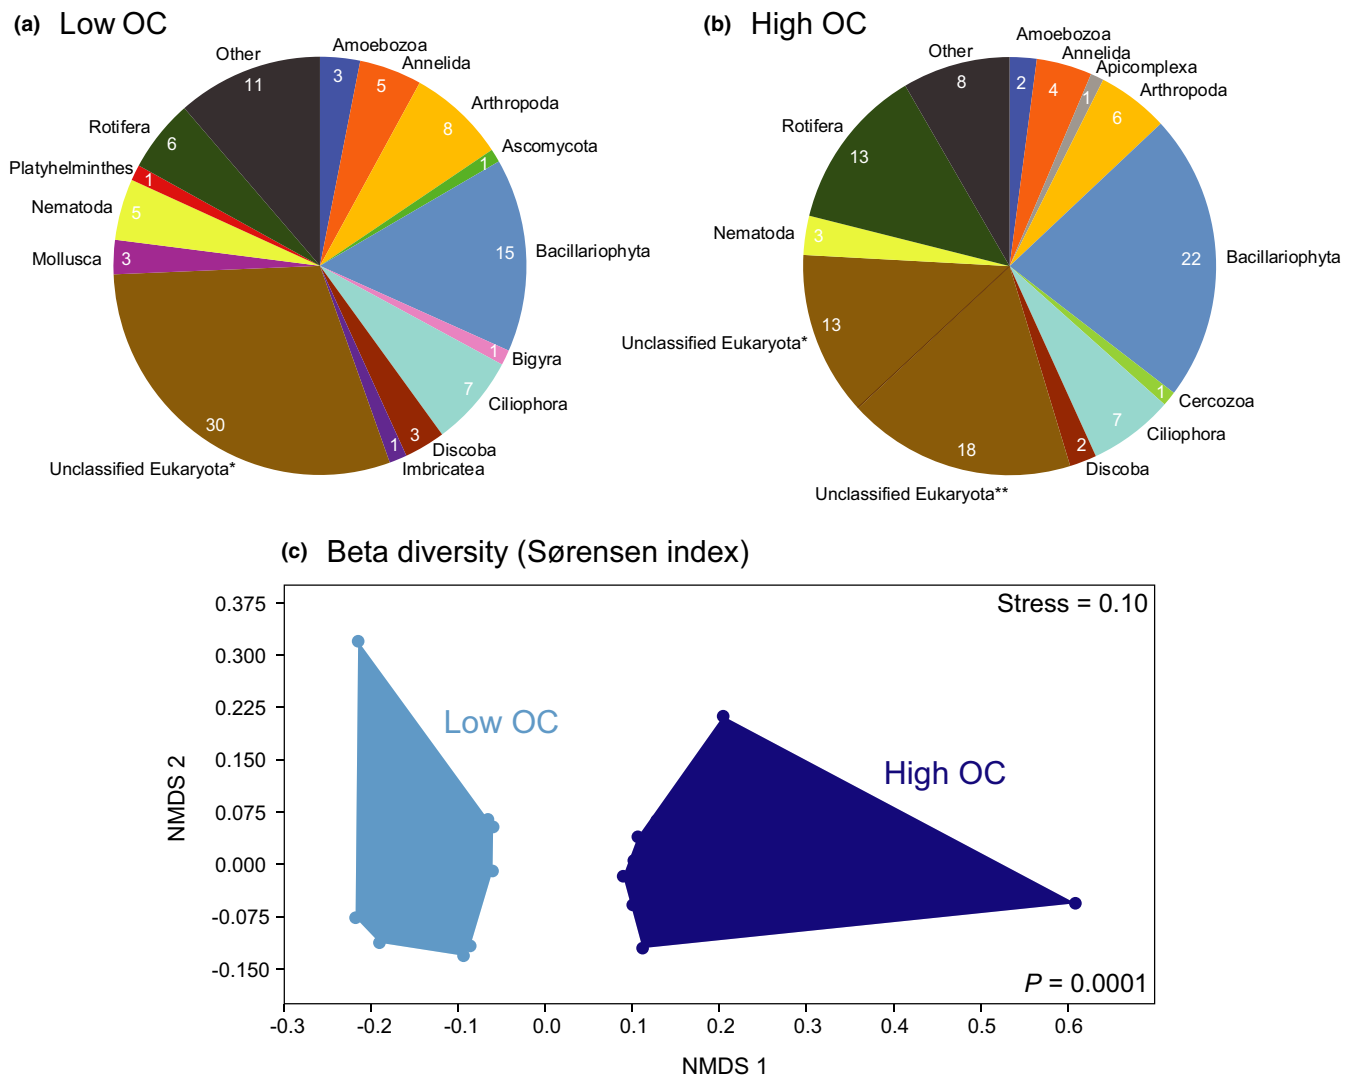 (a) Low OC
Amoebozoa
3
Annelida
5
Arthropoda
8
Ascomycota
1
Bacillariophyta
15
Bigyra
1
Ciliophora
7
Discoba
3
Imbricatea
1
Unclassified Eukaryota*
30
Mollusca
3
Nematoda
5
Platyhelminthes
1
Rotifera
6
Other
11
(b) High OC
Amoebozoa
2
Annelida
4
Apicomplexa
1
Arthropoda
6
Bacillariophyta
22
Cercozoa
1
Ciliophora
7
Discoba
2
Unclassified Eukaryota**
18
Unclassified Eukaryota*
13
Nematoda
3
Rotifera
13
Other
8
(c) Beta diversity (Sørensen index)
Stress = 0.10
Low OC
High OC
P = 0.0001
NMDS 2
0.375
0.300
0.225
0.150
0.075
0.000
-0.075
-0.150
-0.3 -0.2 -0.1 0.0 0.1 0.2 0.3 0.4 0.5 0.6
NMDS 1